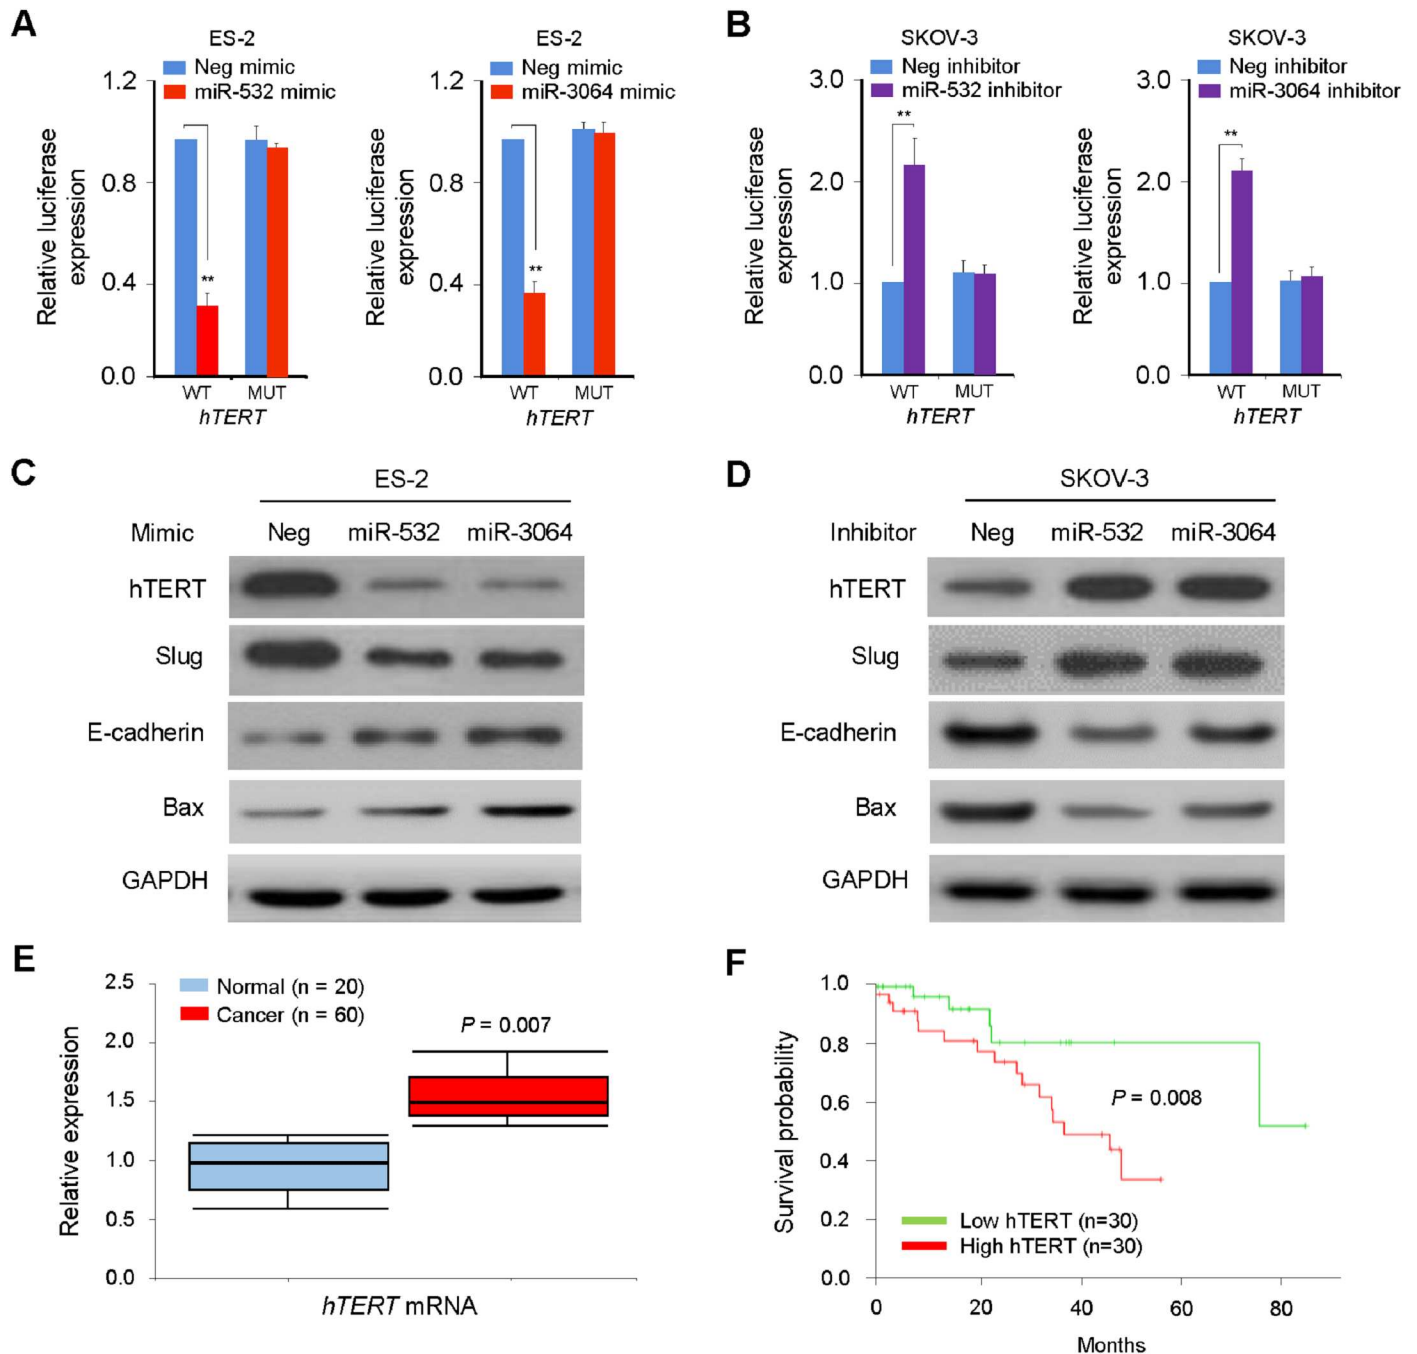 A
ES-2
Neg mimic
miR-532 mimic
1.2
0.8
0.4
0.0
Relative luciferase
expression
**
WT
MUT
hTERT
ES-2
Neg mimic
miR-3064 mimic
1.2
0.8
0.4
0.0
Relative luciferase
expression
**
WT
MUT
hTERT
B
SKOV-3
Neg inhibitor
miR-532 inhibitor
3.0
2.0
1.0
0.0
Relative luciferase
expression
**
WT
MUT
hTERT
SKOV-3
Neg inhibitor
miR-3064 inhibitor
3.0
2.0
1.0
0.0
Relative luciferase
expression
**
WT
MUT
hTERT
C
ES-2
Mimic Neg miR-532 miR-3064
hTERT
Slug
E-cadherin
Bax
GAPDH
D
SKOV-3
Inhibitor Neg miR-532 miR-3064
hTERT
Slug
E-cadherin
Bax
GAPDH
E
Normal (n = 20)
Cancer (n = 60)
P = 0.007
2.5
2.0
1.5
1.0
0.5
0.0
Relative expression
hTERT mRNA
F
1.0
0.8
0.6
0.4
0.2
0.0
Survival probability
P = 0.008
Low hTERT (n=30)
High hTERT (n=30)
0 20 40 60 80
Months